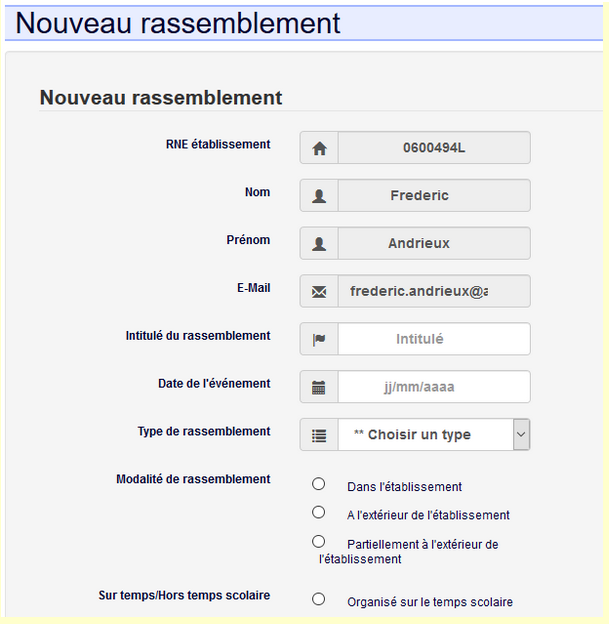 Nouveau rassemblement
Nouveau rassemblement
RNE établissement 0600494L
Nom Frederic
Prénom Andrieux
E-Mail frederic.andrieux@a
Intitulé du rassemblement Intitulé
Date de l'événement jj/mm/aaaa
Type de rassemblement ** Choisir un type
Modalité de rassemblement
Dans l'établissement
A l'extérieur de l'établissement
Partiellement à l'extérieur de
l'établissement
Sur temps/Hors temps scolaire Organisé sur le temps scolaire